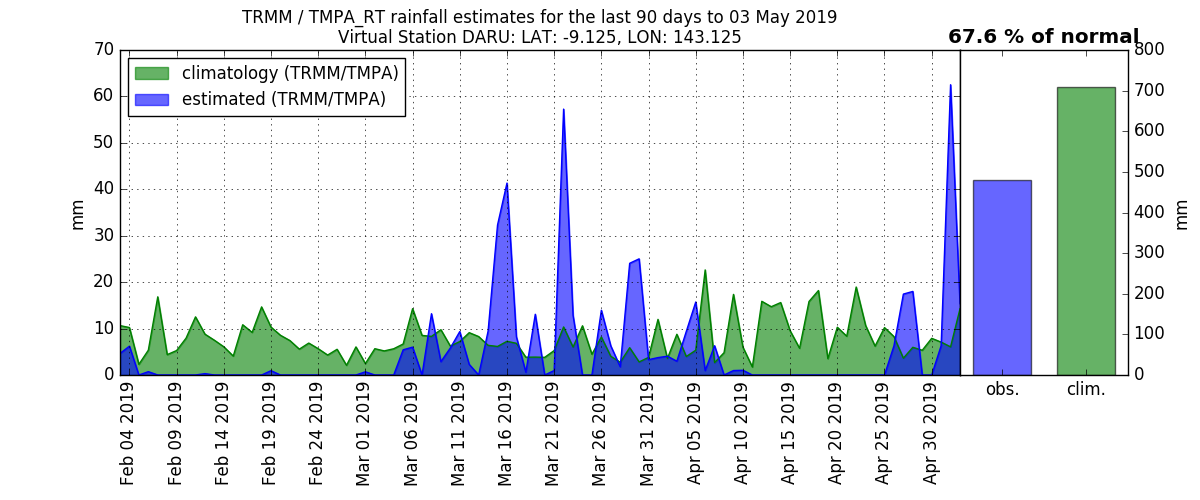 TRMM / TMPA_RT rainfall estimates for the last 90 days to 03 May 2019
Virtual Station DARU: LAT: -9.125, LON: 143.125
67.6 % of normal
climatology (TRMM/TMPA)
estimated (TRMM/TMPA)
70
60
50
40
30
20
10
0
mm
Feb 04 2019
Feb 09 2019
Feb 14 2019
Feb 19 2019
Feb 24 2019
Mar 01 2019
Mar 06 2019
Mar 11 2019
Mar 16 2019
Mar 21 2019
Mar 26 2019
Mar 31 2019
Apr 05 2019
Apr 10 2019
Apr 15 2019
Apr 20 2019
Apr 25 2019
Apr 30 2019
obs.
clim.
800
700
600
500
400
300
200
100
0
mm